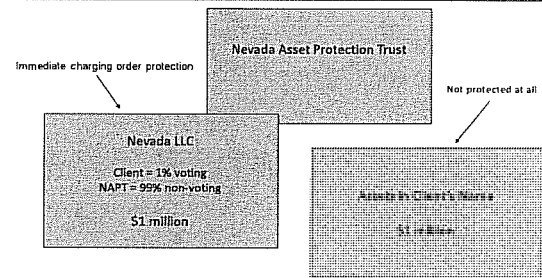 Nevada Asset Protection Trust
Immediate charging order protection
Not protected at all
Nevada LLC
Client = 1% voting
NAPT = 99% non-voting
$1 million
Assets in Client's Name
$1 million